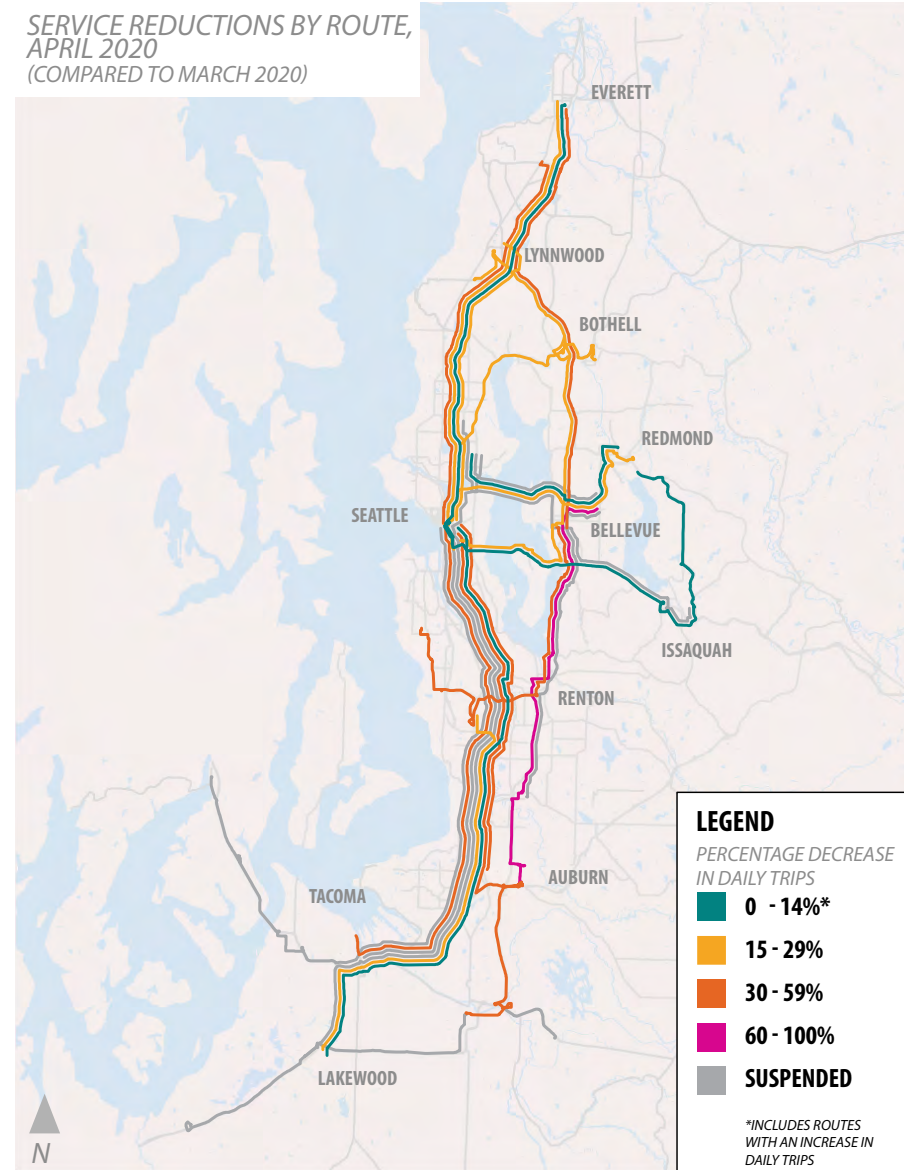 SERVICE REDUCTIONS BY ROUTE,
APRIL 2020
(COMPARED TO MARCH 2020)
EVERETT
LYNNWOOD
BOTHELL
REDMOND
SEATTLE
BELLEVUE
ISSAQUAH
RENTON
AUBURN
TACOMA
LAKEWOOD
N
LEGEND
PERCENTAGE DECREASE
IN DAILY TRIPS
0 - 14%*
15 - 29%
30 - 59%
60 - 100%
SUSPENDED
*INCLUDES ROUTES
WITH AN INCREASE IN
DAILY TRIPS